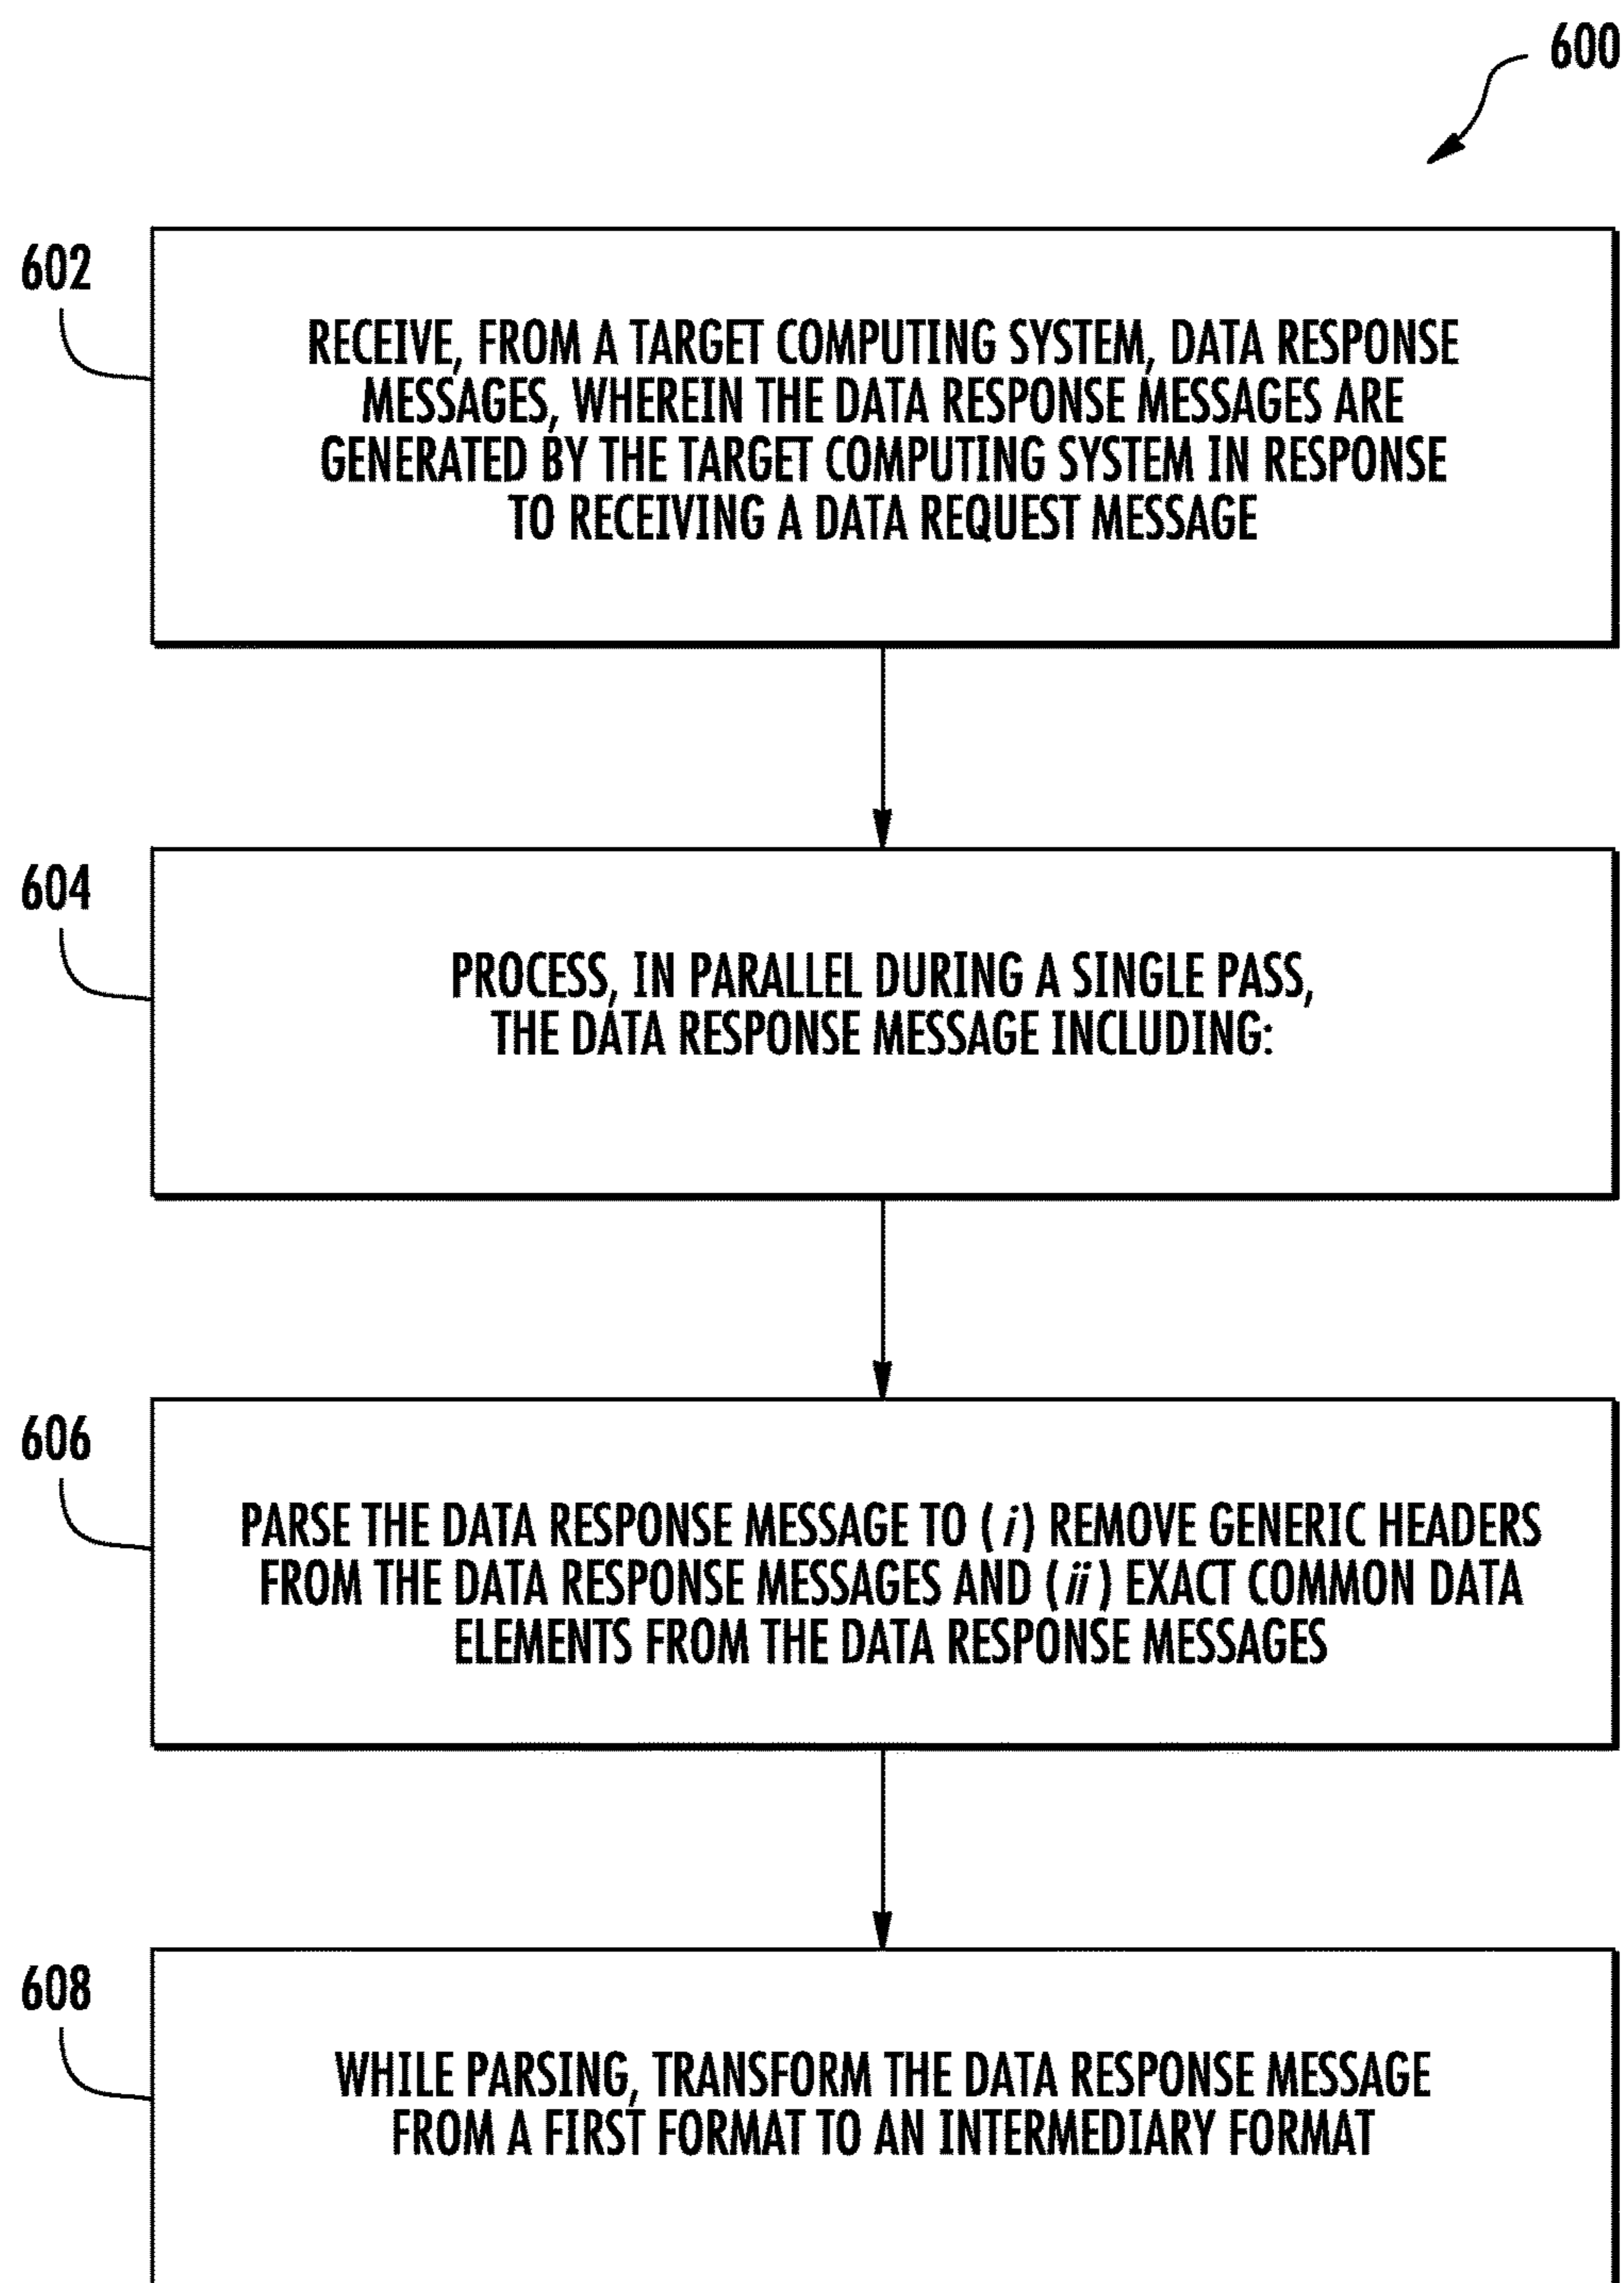 600
602
RECEIVE, FROM A TARGET COMPUTING SYSTEM, DATA RESPONSE
MESSAGES, WHEREIN THE DATA RESPONSE MESSAGES ARE
GENERATED BY THE TARGET COMPUTING SYSTEM IN RESPONSE
TO RECEIVING A DATA REQUEST MESSAGE
604
PROCESS, IN PARALLEL DURING A SINGLE PASS,
THE DATA RESPONSE MESSAGE INCLUDING:
606
PARSE THE DATA RESPONSE MESSAGE TO (i) REMOVE GENERIC HEADERS
FROM THE DATA RESPONSE MESSAGES AND (ii) EXACT COMMON DATA
ELEMENTS FROM THE DATA RESPONSE MESSAGES
608
WHILE PARSING, TRANSFORM THE DATA RESPONSE MESSAGE
FROM A FIRST FORMAT TO AN INTERMEDIARY FORMAT